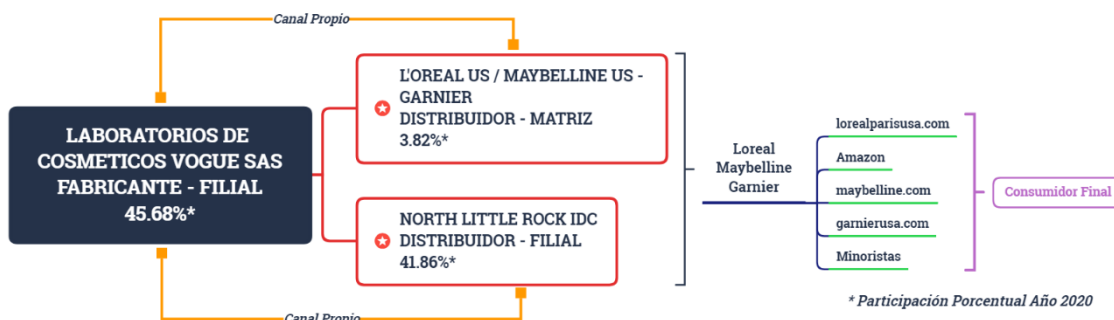 Canal Propio
LABORATORIOS DE
COSMETICOS VOGUE SAS
FABRICANTE - FILIAL
45.68%*
L'OREAL US / MAYBELLINE US -
GARNIER
DISTRIBUIDOR - MATRIZ
3.82%*
NORTH LITTLE ROCK IDC
DISTRIBUIDOR - FILIAL
41.86%*
Canal Propio
Loreal
Maybelline
Garnier
lorealparisusa.com
Amazon
maybelline.com
garnierusa.com
Minoristas
Consumidor Final
* Participación Porcentual Año 2020